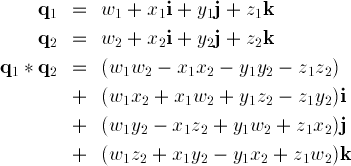 q₁ = w₁ + x₁i + y₁j + z₁k
q₂ = w₂ + x₂i + y₂j + z₂k
q₁ * q₂ = (w₁w₂ − x₁x₂ − y₁y₂ − z₁z₂)
+ (w₁x₂ + x₁w₂ + y₁z₂ − z₁y₂)i
+ (w₁y₂ − x₁z₂ + y₁w₂ + z₁x₂)j
+ (w₁z₂ + x₁y₂ − y₁x₂ + z₁w₂)k